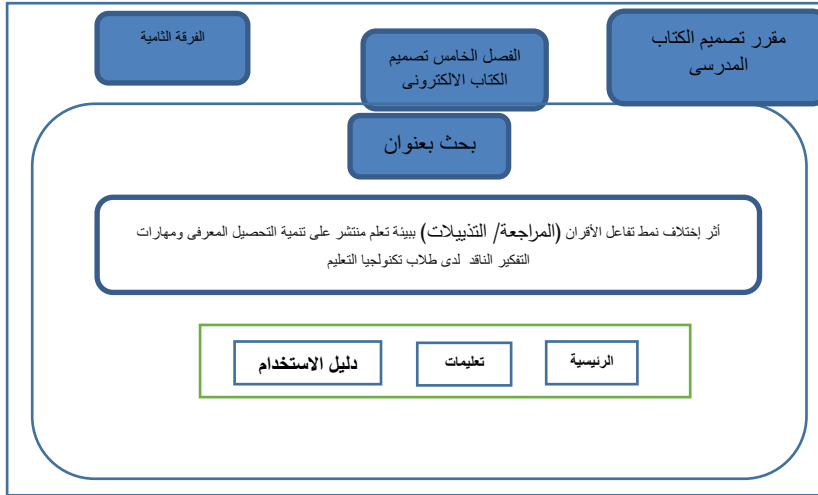 مقرر تصميم الكتاب
المدرسى
الفصل الخامس تصميم
الكتاب الالكترونى
الفرقة الثامية
بحث بعنوان
أثر إختلاف نمط تفاعل الأقران (المراجعة/ التذييلات) ببيئة تعلم منتشر على تنمية التحصيل المعرفى ومهارات
التفكير الناقد لدى طلاب تكنولجيا التعليم
الرئيسية
تعليمات
دليل الاستخدام